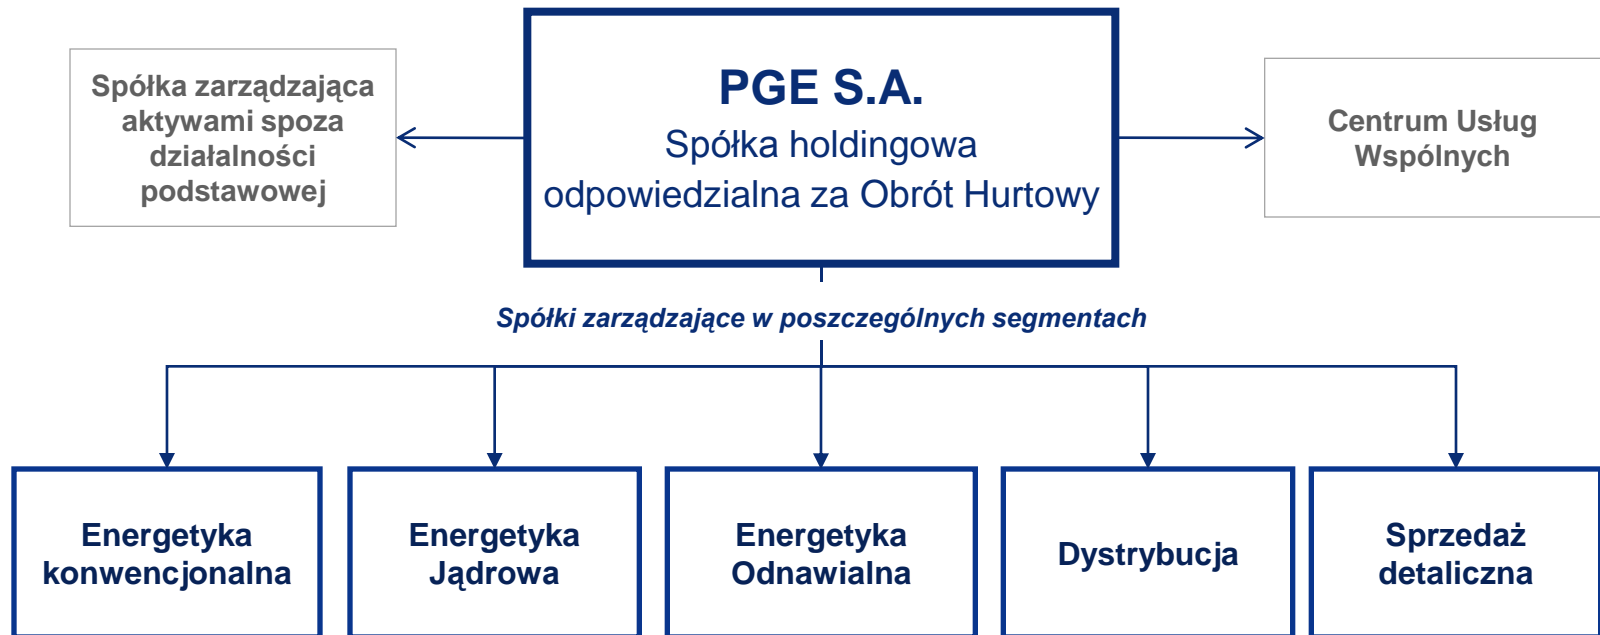 PGE S.A.
Spółka holdingowa
odpowiedzialna za Obrót Hurtowy
Spółka zarządzająca
aktywami spoza
działalności
podstawowej
Centrum Usług
Wspólnych
Spółki zarządzające w poszczególnych segmentach
Energetyka
konwencjonalna
Energetyka
Jądrowa
Energetyka
Odnawialna
Dystrybucja
Sprzedaż
detaliczna